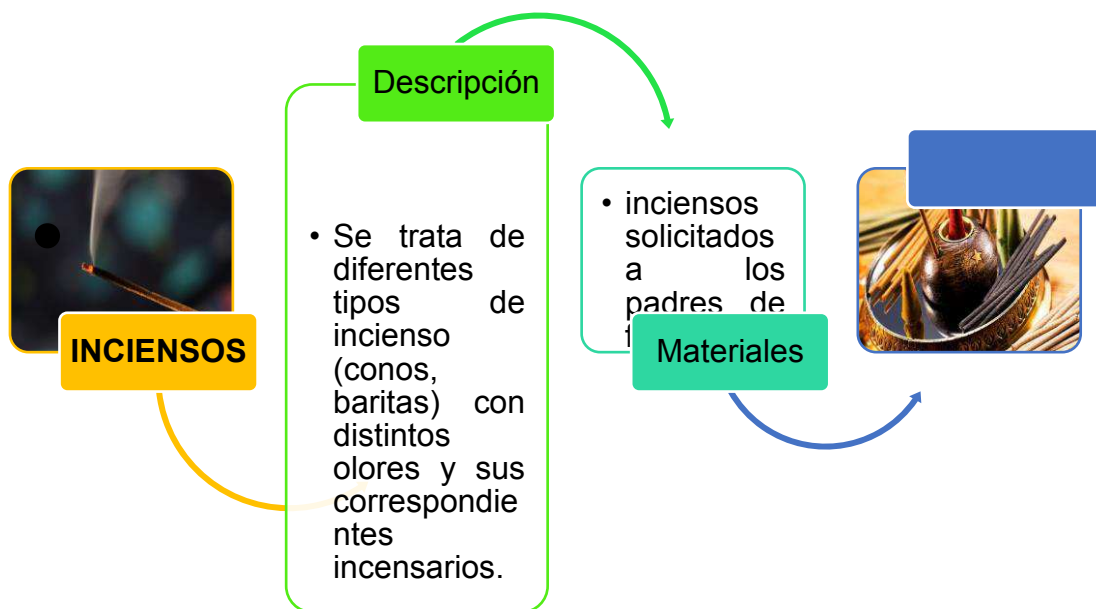 INCIENSOS
Descripción
• Se trata de
diferentes
tipos de
incienso
(conos,
baritas) con
distintos
olores y sus
correspondie
ntes
incensarios.
• inciensos
solicitados
a los
padres de
Materiales